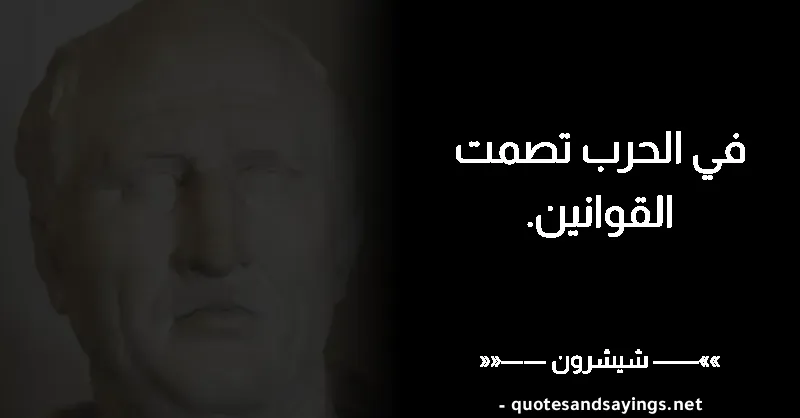 في الحرب تصمت
القوانين.
»»—— شيشرون ——««
- quotesandsayings.net